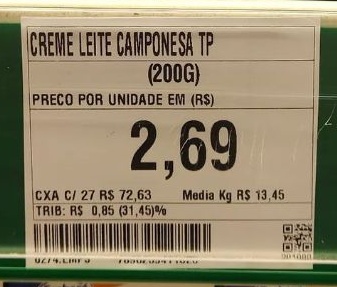 CREME LEITE CAMPONESA TP
(200G)
PRECO POR UNIDADE EM (R$)
2,69
CXA C/ 27 R$ 72,63 Media Kg R$ 13,45
TRIB: R$ 0,85 (31,45)%